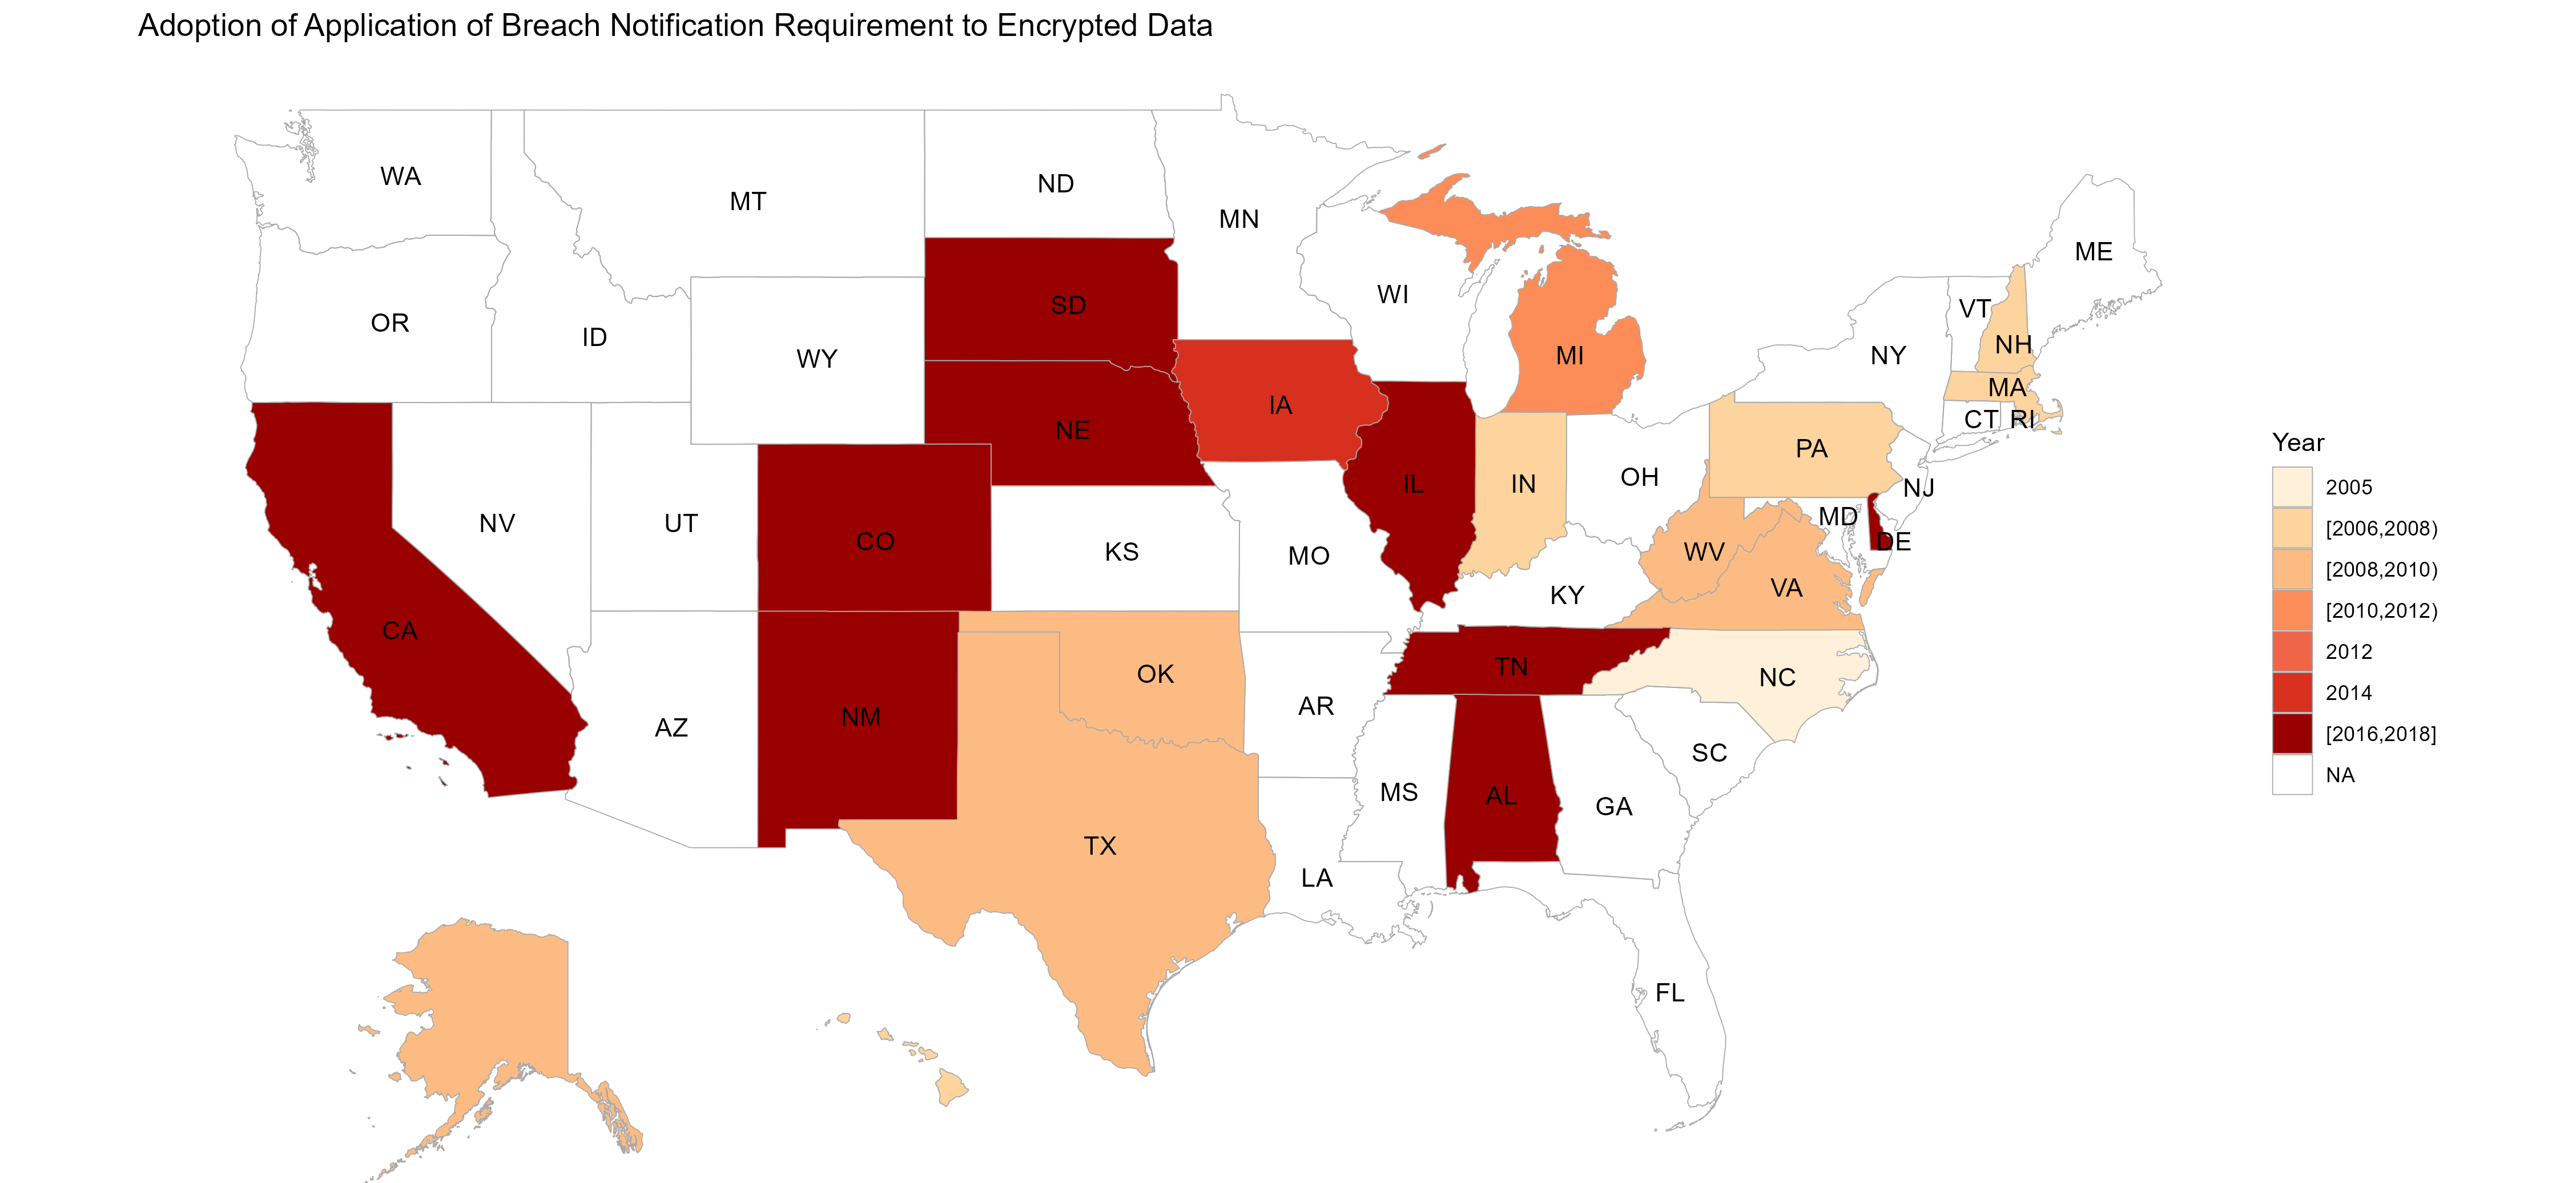 Adoption of Application of Breach Notification Requirement to Encrypted Data
WA
MT
ND
MN
ME
OR
ID
SD
WI
VT
WY
MI
NY
NH
IA
MA
NE
CT
RI
PA
Year
NV
UT
CO
KS
MO
IL
IN
OH
NJ
MD
DE
WV
VA
KY
CA
OK
TN
NC
NM
AZ
AR
SC
TX
MS
AL
GA
LA
FL
2005
[2006,2008)
[2008,2010)
[2010,2012)
2012
2014
[2016,2018]
NA